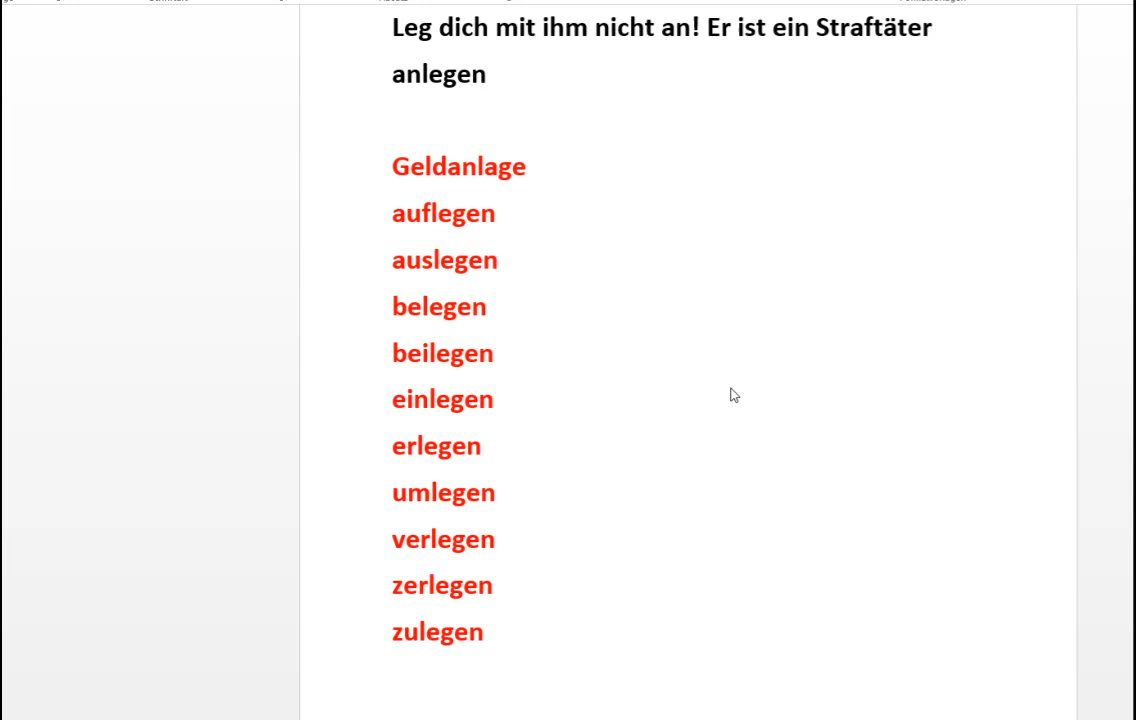 Leg dich mit ihm nicht an! Er ist ein Straftäter
anlegen
Geldanlage
auflegen
auslegen
belegen
beilegen
einlegen
erlegen
umlegen
verlegen
zerlegen
zulegen